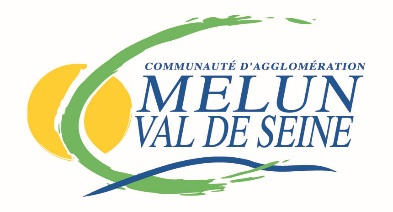 COMMUNAUTÉ D'AGGLOMÉRATION
MELUN
VAL DE SEINE